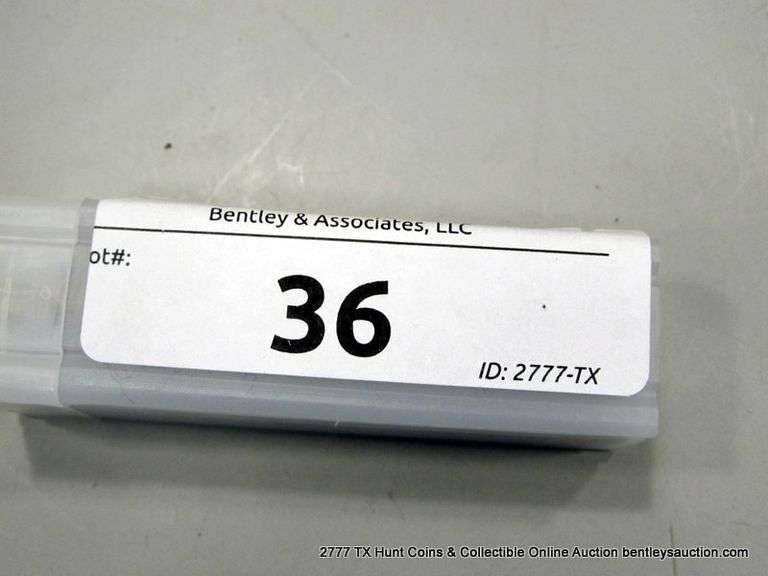 Bentley & Associates, LLC
ot#:
36
ID: 2777-TX
2777 TX Hunt Coins & Collectible Online Auction bentleysauction.com